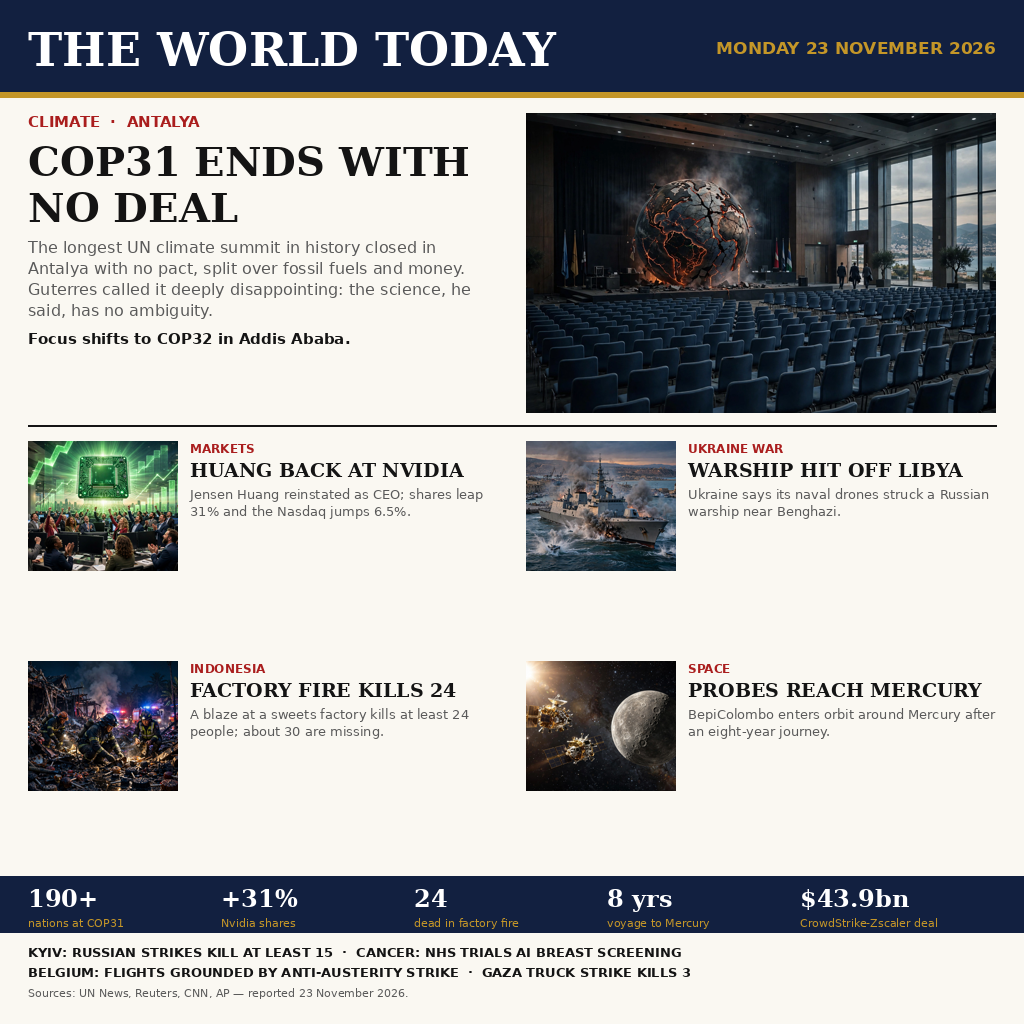 THE WORLD TODAY
MONDAY 23 NOVEMBER 2026
CLIMATE · ANTALYA
COP31 ENDS WITH
NO DEAL
The longest UN climate summit in history closed in
Antalya with no pact, split over fossil fuels and money.
Guterres called it deeply disappointing: the science, he
said, has no ambiguity.
Focus shifts to COP32 in Addis Ababa.
MARKETS
HUANG BACK AT NVIDIA
Jensen Huang reinstated as CEO; shares leap
31% and the Nasdaq jumps 6.5%.
UKRAINE WAR
WARSHIP HIT OFF LIBYA
Ukraine says its naval drones struck a Russian
warship near Benghazi.
INDONESIA
FACTORY FIRE KILLS 24
A blaze at a sweets factory kills at least 24
people; about 30 are missing.
SPACE
PROBES REACH MERCURY
BepiColombo enters orbit around Mercury after
an eight-year journey.
190+
nations at COP31
+31%
Nvidia shares
24
dead in factory fire
8 yrs
voyage to Mercury
$43.9bn
CrowdStrike-Zscaler deal
KYIV: RUSSIAN STRIKES KILL AT LEAST 15 · CANCER: NHS TRIALS AI BREAST SCREENING
BELGIUM: FLIGHTS GROUNDED BY ANTI-AUSTERITY STRIKE · GAZA TRUCK STRIKE KILLS 3
Sources: UN News, Reuters, CNN, AP — reported 23 November 2026.